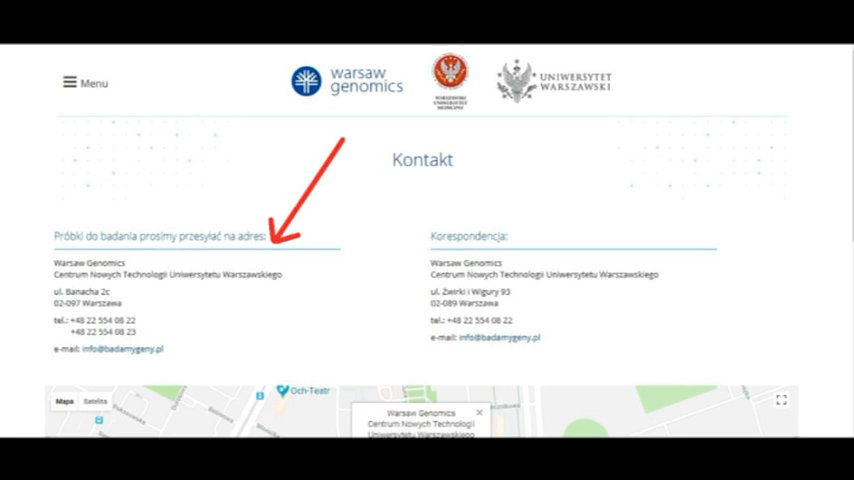 Menu
warsaw
genomics
WARSZAWSKI
UNIWERSYTET
MEDYCZNY
UNIWERSYTET
WARSZAWSKI
Kontakt
Próbki do badania prosimy przesyłać na adres:
Warsaw Genomics
Centrum Nowych Technologii Uniwersytetu Warszawskiego
ul. Banacha 2c
02-097 Warszawa
tel.: +48 22 554 08 22
+48 22 554 08 23
e-mail: info@badamygeny.pl
Korespondencja:
Warsaw Genomics
Centrum Nowych Technologii Uniwersytetu Warszawskiego
ul. Żwirki i Wigury 93
02-089 Warszawa
tel.: +48 22 554 08 22
e-mail: info@badamygeny.pl
Mapa Satelita
Och-Teatr
Warsaw Genomics
Centrum Nowych Technologii
Uniwersytetu Warszawskiego